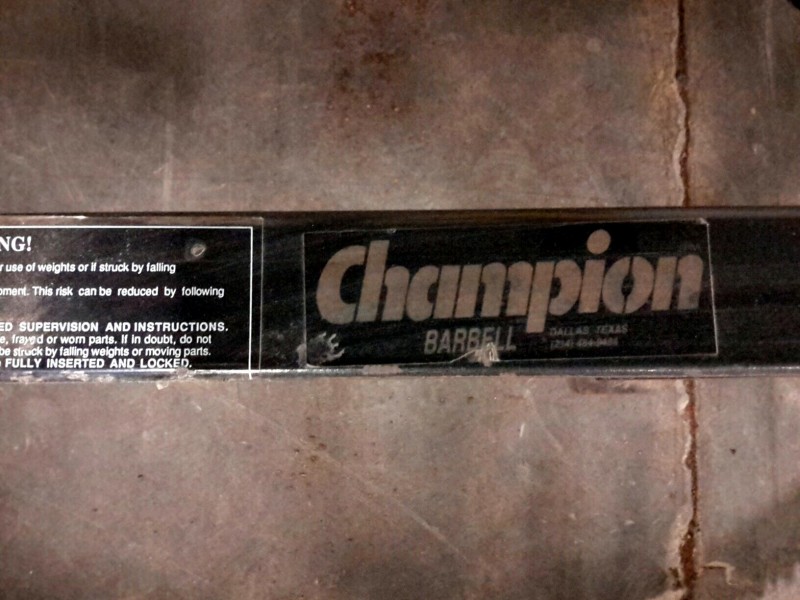 NG!
r use of weights or if struck by falling
pment. This risk can be reduced by following
ED SUPERVISION AND INSTRUCTIONS.
e, frayed or worn parts. If in doubt, do not
be struck by falling weights or moving parts.
FULLY INSERTED AND LOCKED.
Champion
BARBELL
DALLAS, TEXAS
(214)